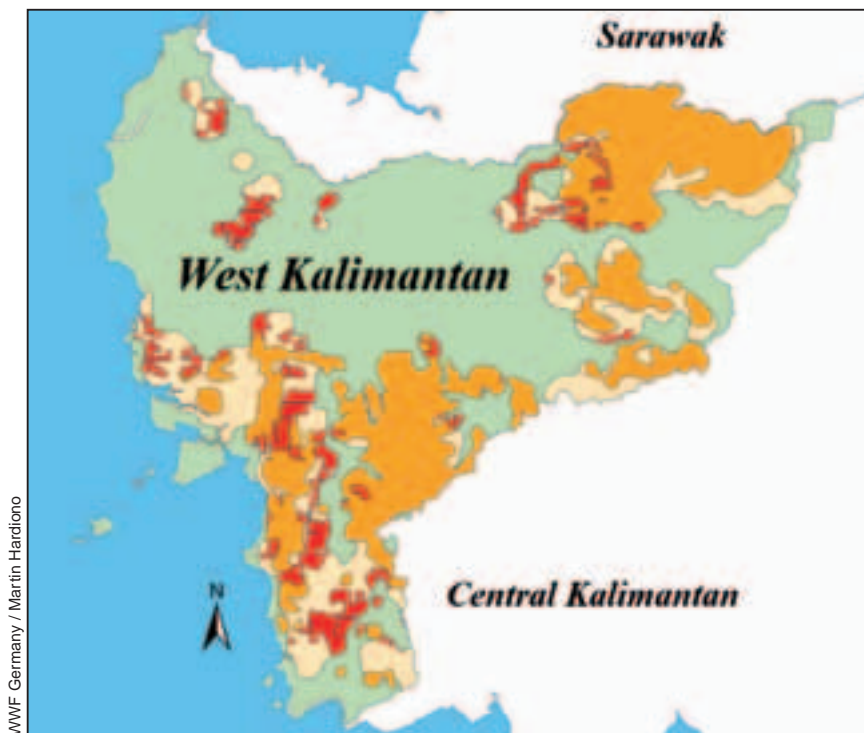 Sarawak
West Kalimantan
Central Kalimantan
N
WWF Germany / Martin Hardiono